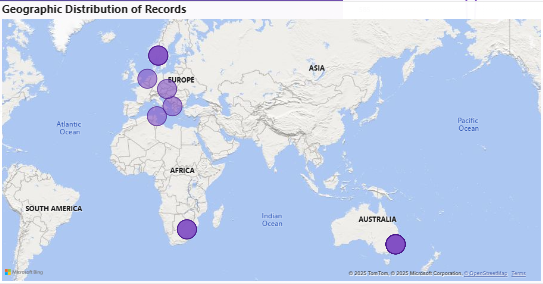 Geographic Distribution of Records
ASIA
EUROPE
Atlantic
Ocean
Pacific
Ocean
AFRICA
SOUTH AMERICA
Indian
Ocean
AUSTRALIA
Microsoft Bing
© 2025 TomTom, © 2025 Microsoft Corporation, © OpenStreetMap Terms